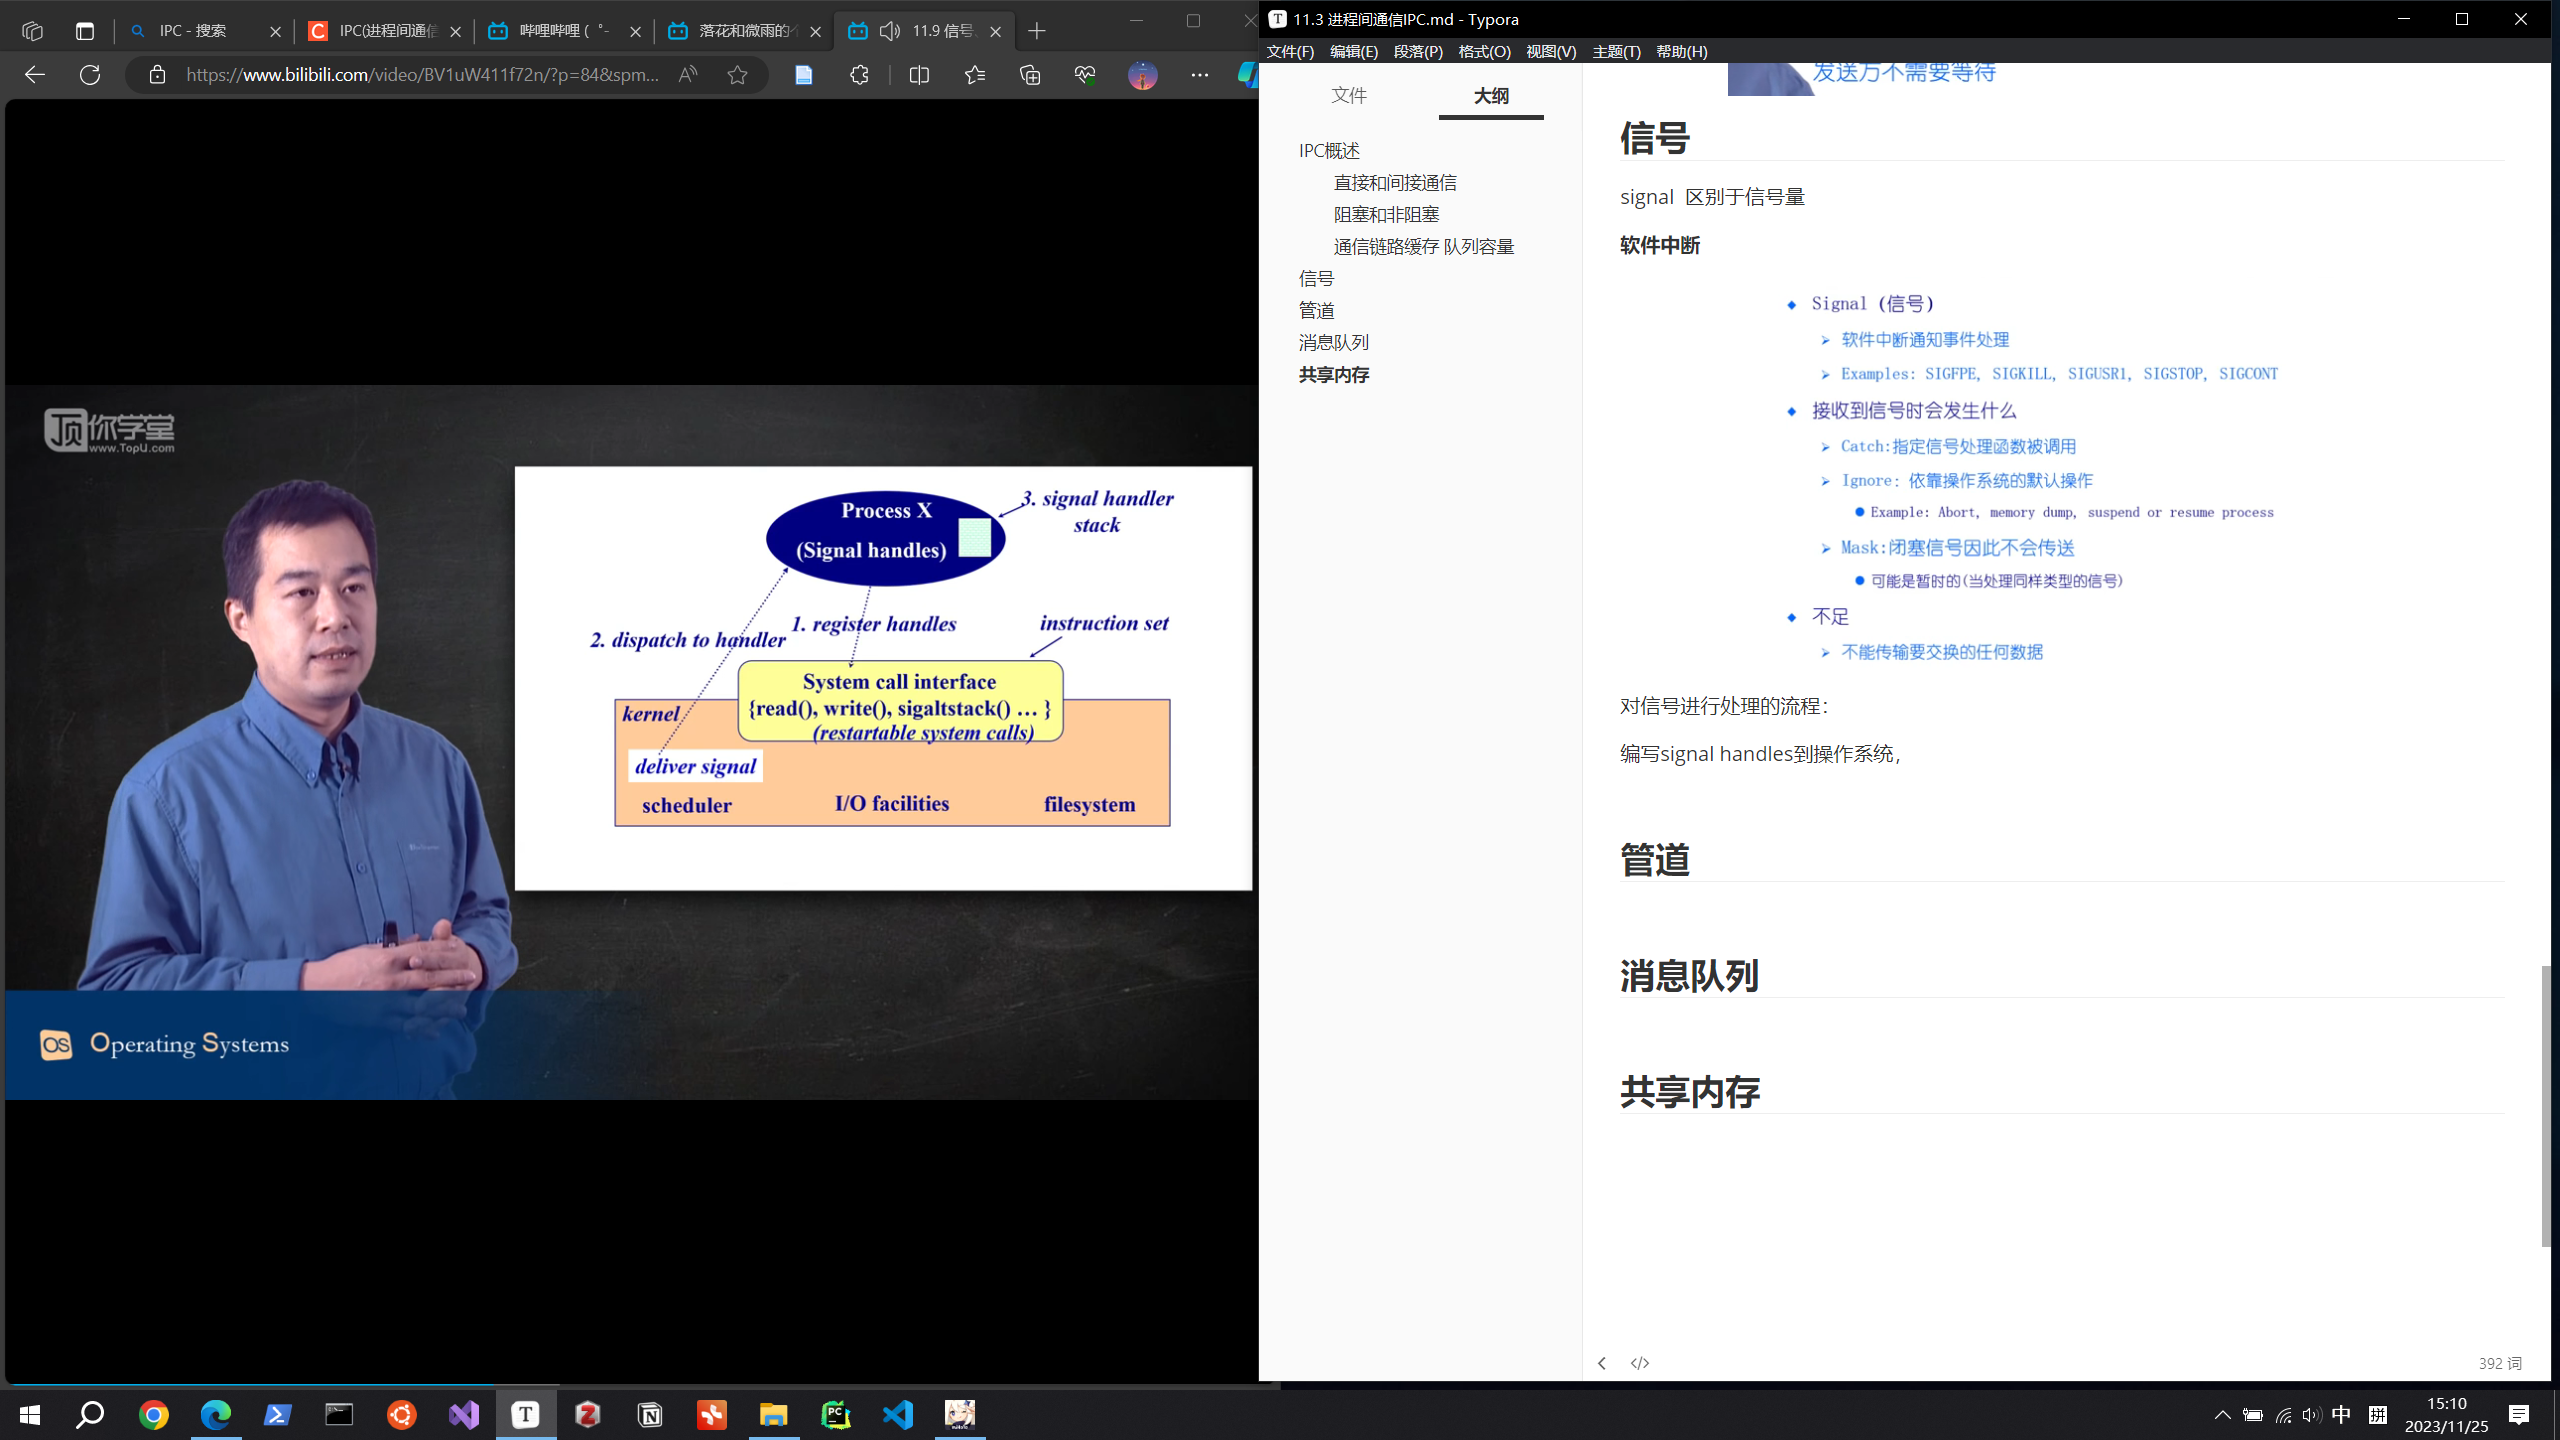 IPC - 搜索
IPC(进程间通信
哔哩哔哩 (゜-
落花和微雨的个
11.9 信号、
https://www.bilibili.com/video/BV1uW411f72n/?p=84&spm...
顶你学堂
www.TopU.com
Process X
(Signal handles)
3. signal handler
stack
1. register handles
instruction set
2. dispatch to handler
System call interface
{read(), write(), sigaltstack() … }
(restartable system calls)
kernel
deliver signal
scheduler
I/O facilities
filesystem
OS Operating Systems
11.3 进程间通信IPC.md - Typora
文件(F) 编辑(E) 段落(P) 格式(O) 视图(V) 主题(T) 帮助(H)
文件
大纲
IPC概述
直接和间接通信
阻塞和非阻塞
通信链路缓存 队列容量
信号
管道
消息队列
共享内存
发送方不需要等待
信号
signal 区别于信号量
软件中断
Signal (信号)
软件中断通知事件处理
Examples: SIGFPE, SIGKILL, SIGUSR1, SIGSTOP, SIGCONT
接收到信号时会发生什么
Catch:指定信号处理函数被调用
Ignore: 依靠操作系统的默认操作
Example: Abort, memory dump, suspend or resume process
Mask:闭塞信号因此不会传送
可能是暂时的(当处理同样类型的信号)
不足
不能传输要交换的任何数据
对信号进行处理的流程：
编写signal handles到操作系统，
管道
消息队列
共享内存
392 词
中
拼
15:10
2023/11/25